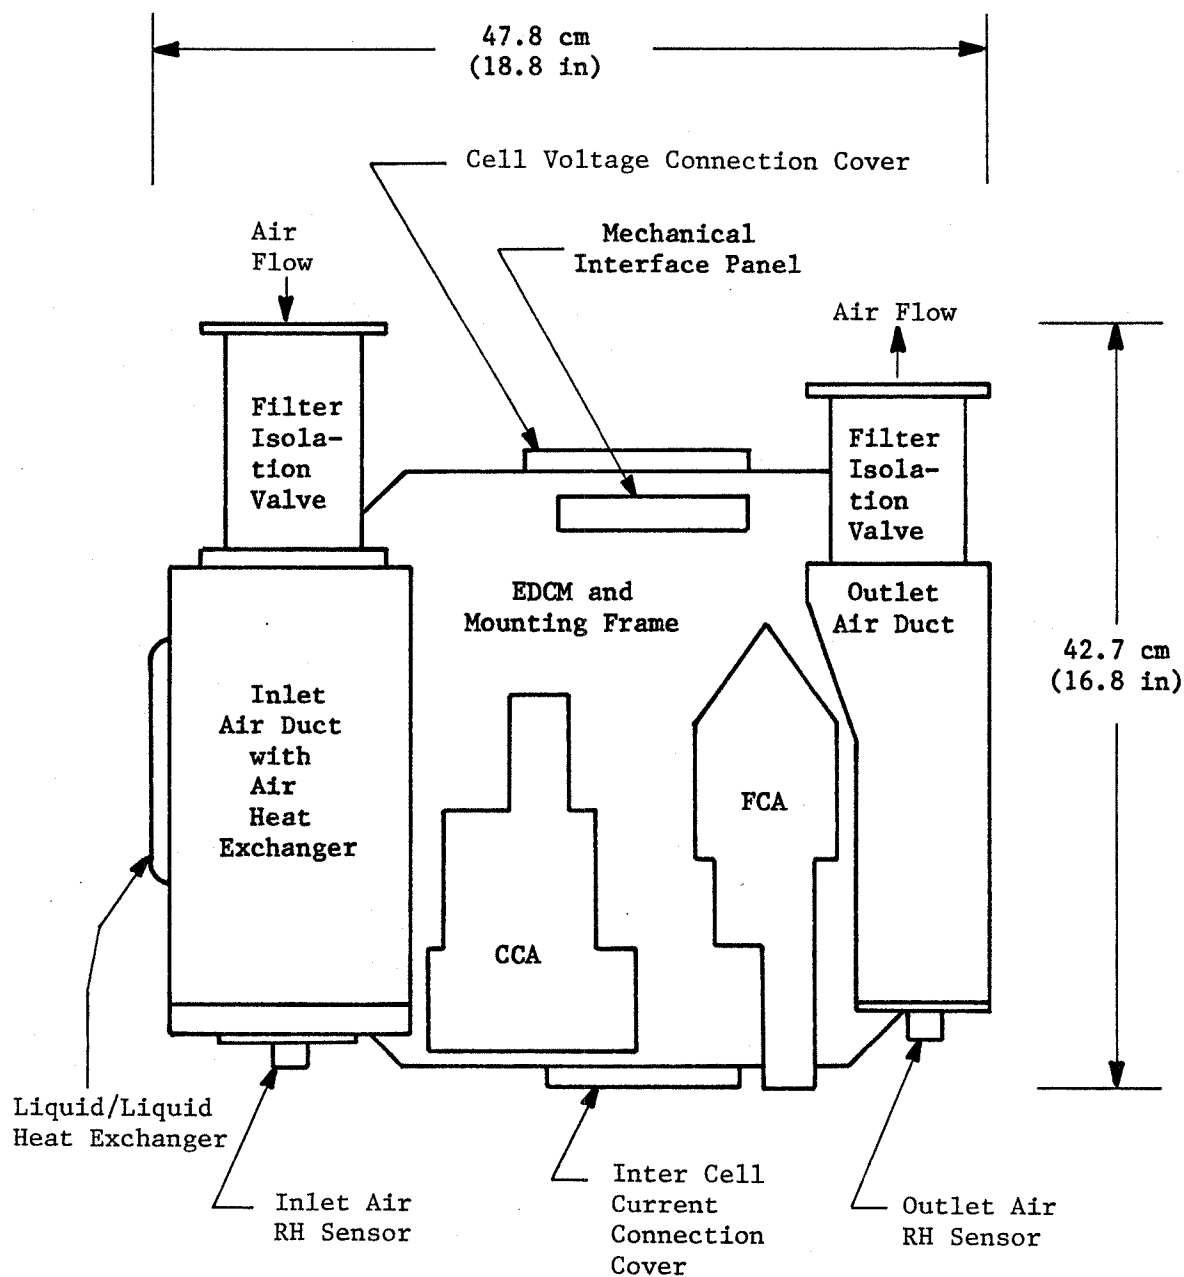 47.8 cm
(18.8 in)
Cell Voltage Connection Cover
Air
Flow
Mechanical
Interface Panel
Air Flow
Filter
Isola-
tion
Valve
Filter
Isola-
tion
Valve
EDCM and
Mounting Frame
Outlet
Air Duct
42.7 cm
(16.8 in)
Inlet
Air Duct
with
Air
Heat
Exchanger
FCA
CCA
Liquid/Liquid
Heat Exchanger
Inlet Air
RH Sensor
Inter Cell
Current
Connection
Cover
Outlet Air
RH Sensor